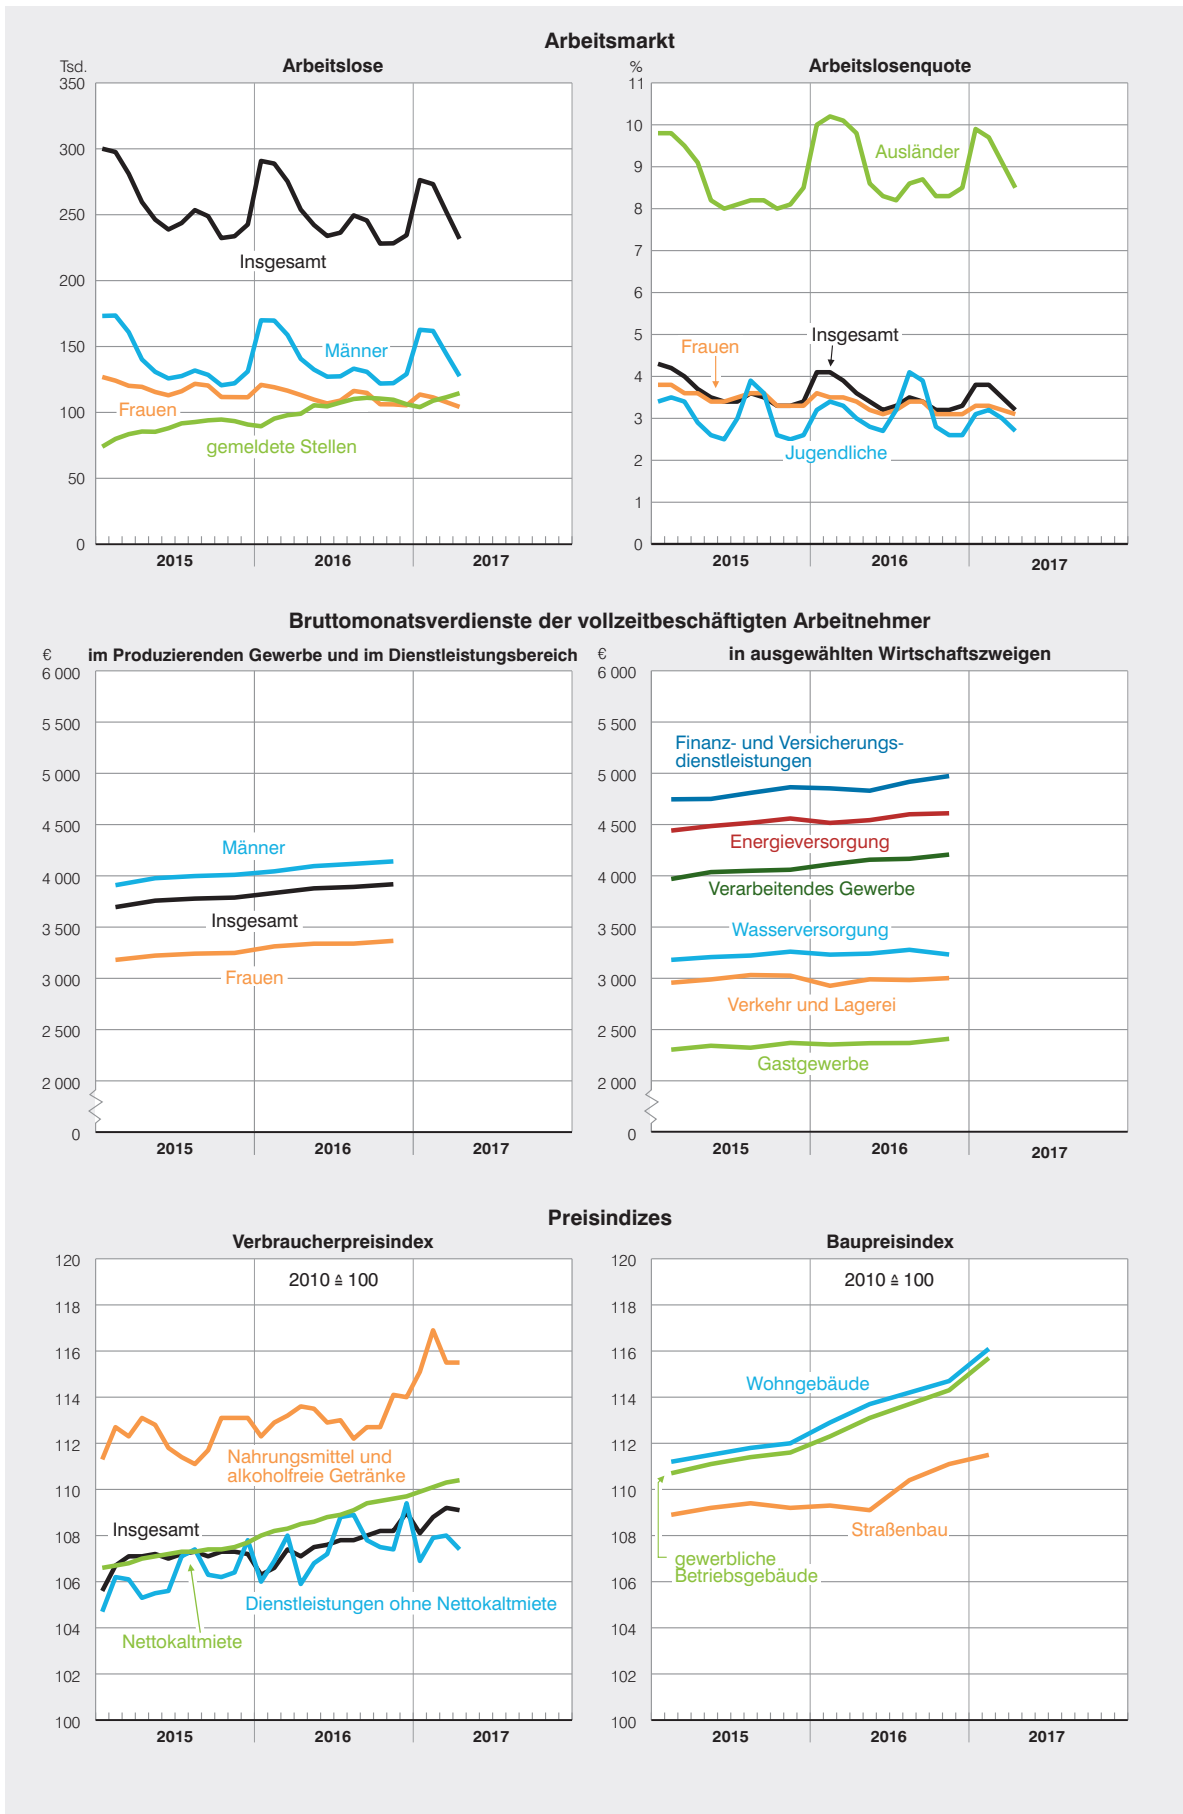 Arbeitsmarkt
Arbeitslose
Tsd.
350
300
250
200
150
100
50
0
Insgesamt
Männer
Frauen
gemeldete Stellen
2015 2016 2017
Arbeitslosenquote
%
11
10
9
8
7
6
5
4
3
2
1
0
Ausländer
Insgesamt
Frauen
Jugendliche
2015 2016 2017
Bruttomonatsverdienste der vollzeitbeschäftigten Arbeitnehmer
im Produzierenden Gewerbe und im Dienstleistungsbereich
€
6 000
5 500
5 000
4 500
4 000
3 500
3 000
2 500
2 000
0
Männer
Insgesamt
Frauen
2015 2016 2017
in ausgewählten Wirtschaftszweigen
€
6 000
5 500
5 000
4 500
4 000
3 500
3 000
2 500
2 000
0
Finanz- und Versicherungs-
dienstleistungen
Energieversorgung
Verarbeitendes Gewerbe
Wasserversorgung
Verkehr und Lagerei
Gastgewerbe
2015 2016 2017
Preisindizes
Verbraucherpreisindex
2010 ≙ 100
120
118
116
114
112
110
108
106
104
102
100
Nahrungsmittel und
alkoholfreie Getränke
Insgesamt
Dienstleistungen ohne Nettokaltmiete
Nettokaltmiete
2015 2016 2017
Baupreisindex
2010 ≙ 100
120
118
116
114
112
110
108
106
104
102
100
Wohngebäude
Straßenbau
gewerbliche
Betriebsgebäude
2015 2016 2017